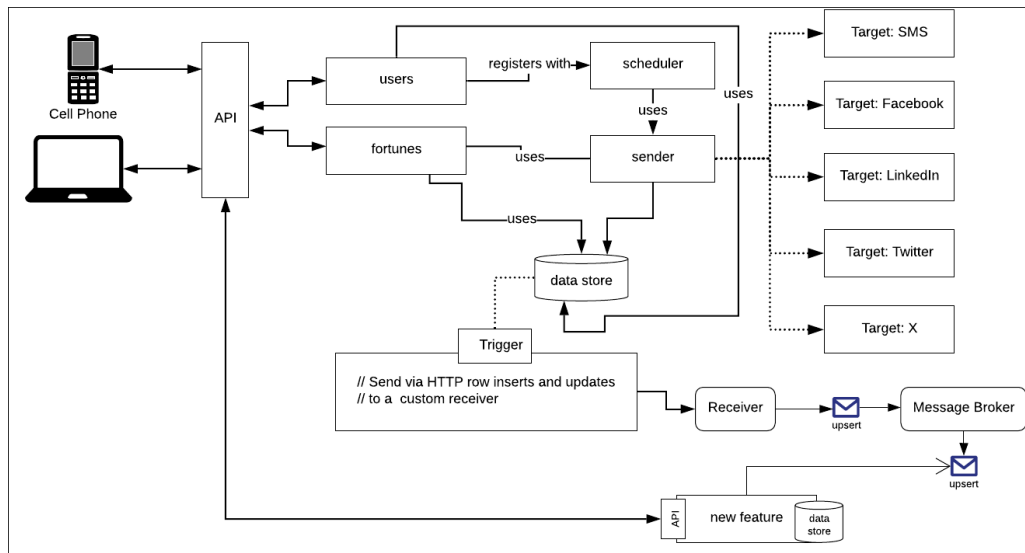 Cell Phone
API
users
fortunes
registers with
scheduler
uses
uses
sender
uses
uses
data store
Target: SMS
Target: Facebook
Target: LinkedIn
Target: Twitter
Target: X
Trigger
// Send via HTTP row inserts and updates
// to a custom receiver
Receiver
upsert
Message Broker
upsert
API
new feature
data
store